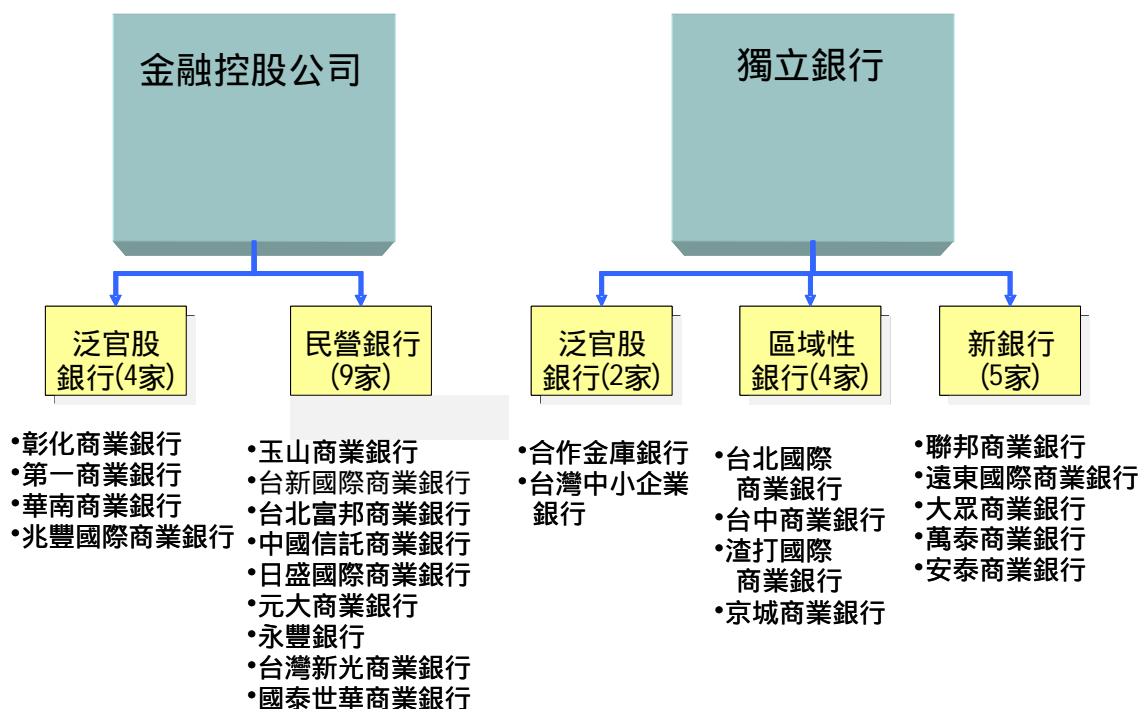 金融控股公司
獨立銀行
泛官股
銀行(4家)
民營銀行
(9家)
泛官股
銀行(2家)
區域性
銀行(4家)
新銀行
(5家)
•彰化商業銀行
•第一商業銀行
•華南商業銀行
•兆豐國際商業銀行
•玉山商業銀行
•台新國際商業銀行
•台北富邦商業銀行
•中國信託商業銀行
•日盛國際商業銀行
•元大商業銀行
•永豐銀行
•台灣新光商業銀行
•國泰世華商業銀行
•合作金庫銀行
•台灣中小企業
銀行
•台北國際
商業銀行
•台中商業銀行
•渣打國際
商業銀行
•京城商業銀行
•聯邦商業銀行
•遠東國際商業銀行
•大眾商業銀行
•萬泰商業銀行
•安泰商業銀行